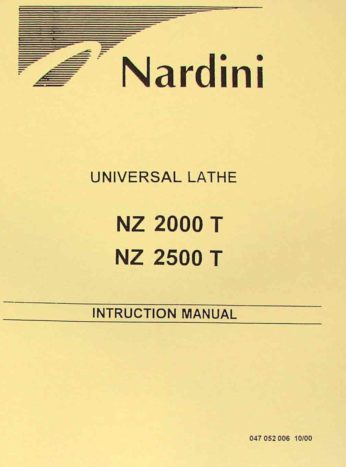 Nardini
UNIVERSAL LATHE
NZ 2000 T
NZ 2500 T
INTRUCTION MANUAL
047 052 006 10/00